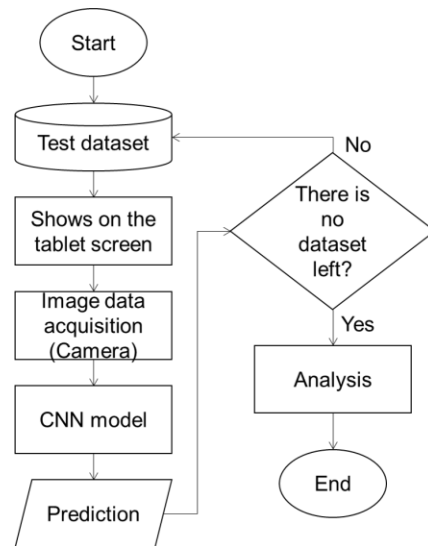 Start
Test dataset
Shows on the
tablet screen
Image data
acquisition
(Camera)
CNN model
Prediction
No
There is
no
dataset
left?
Yes
Analysis
End